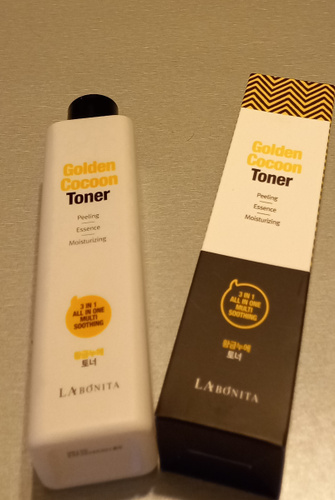 Golden
Cocoon
Toner
Peeling
Essence
Moisturizing
3 IN 1
ALL IN ONE
MULTI
SOOTHING
황금누에
토너
LABONITA
Golden
Cocoon
Toner
Peeling
Essence
Moisturizing
3 IN 1
ALL IN ONE
MULTI
SOOTHING
황금누에
토너
LABONITA